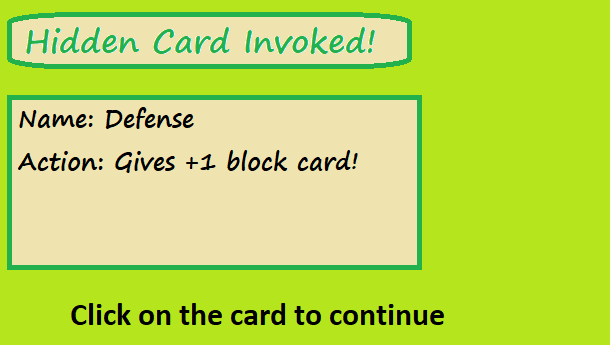 Hidden Card Invoked!
Name: Defense
Action: Gives +1 block card!
Click on the card to continue